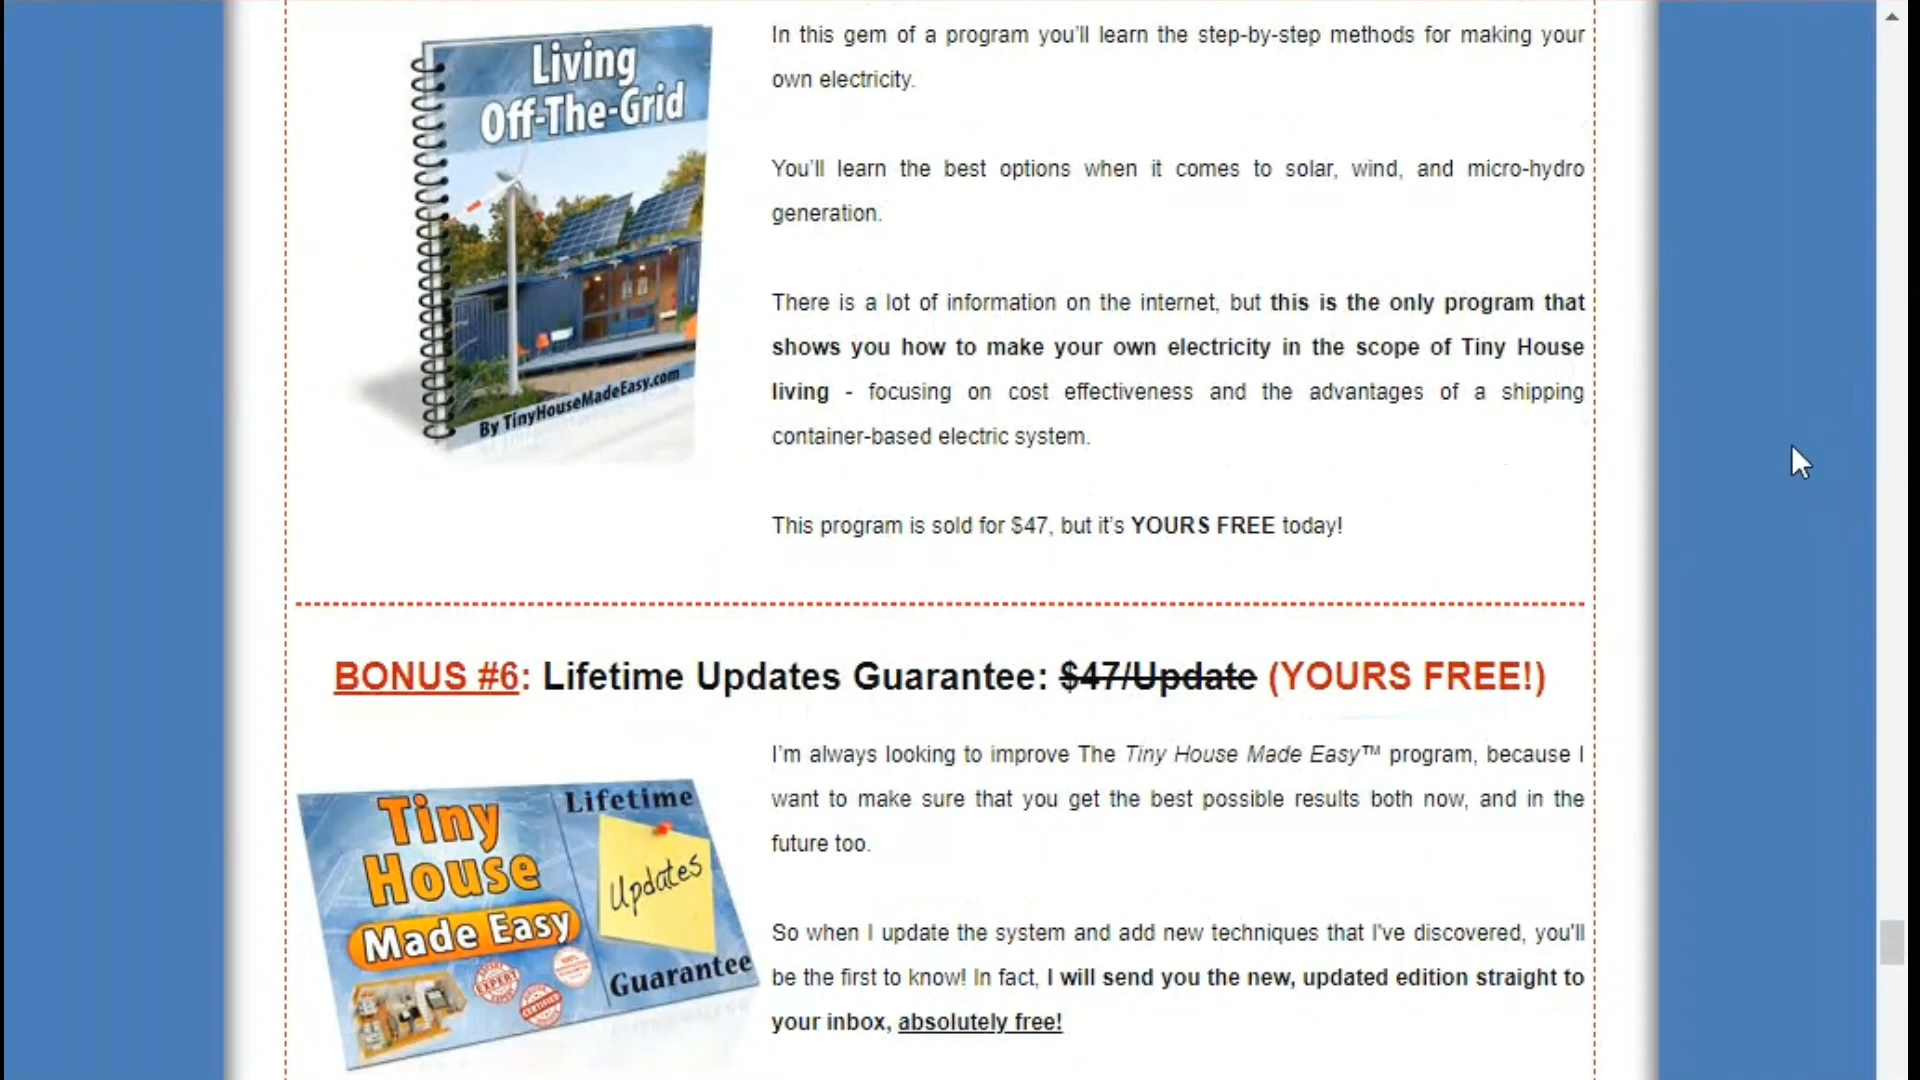 Living
Off-The-Grid
By TinyHouseMadeEasy.com
In this gem of a program you'll learn the step-by-step methods for making your
own electricity.
You'll learn the best options when it comes to solar, wind, and micro-hydro
generation.
There is a lot of information on the internet, but this is the only program that
shows you how to make your own electricity in the scope of Tiny House
living - focusing on cost effectiveness and the advantages of a shipping
container-based electric system.
This program is sold for $47, but it's YOURS FREE today!
BONUS #6: Lifetime Updates Guarantee: $47/Update (YOURS FREE!)
Tiny
House
Made Easy
Lifetime
Updates
Guarantee
EXPERT
CERTIFIED
100%
I'm always looking to improve The Tiny House Made Easy™ program, because I
want to make sure that you get the best possible results both now, and in the
future too.
So when I update the system and add new techniques that I've discovered, you'll
be the first to know! In fact, I will send you the new, updated edition straight to
your inbox, absolutely free!